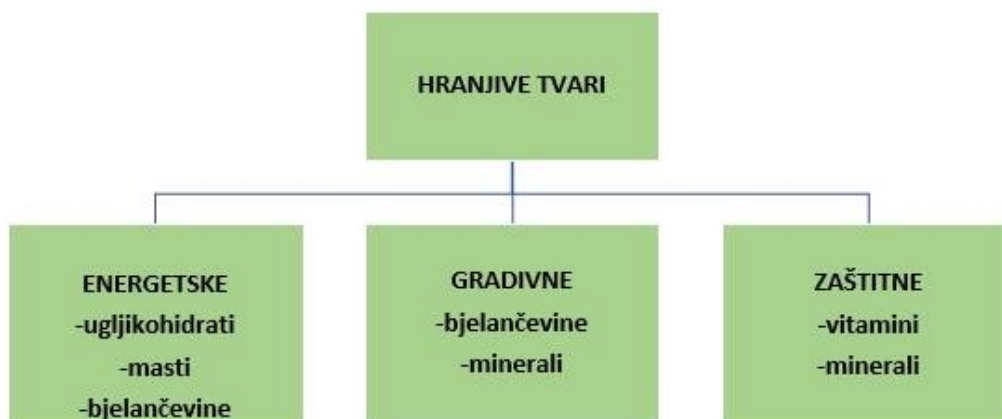 HRANJIVE TVARI
ENERGETSKE
-ugljikohidrati
-masti
-bjelančevine
GRADIVNE
-bjelančevine
-minerali
ZAŠTITNE
-vitamini
-minerali